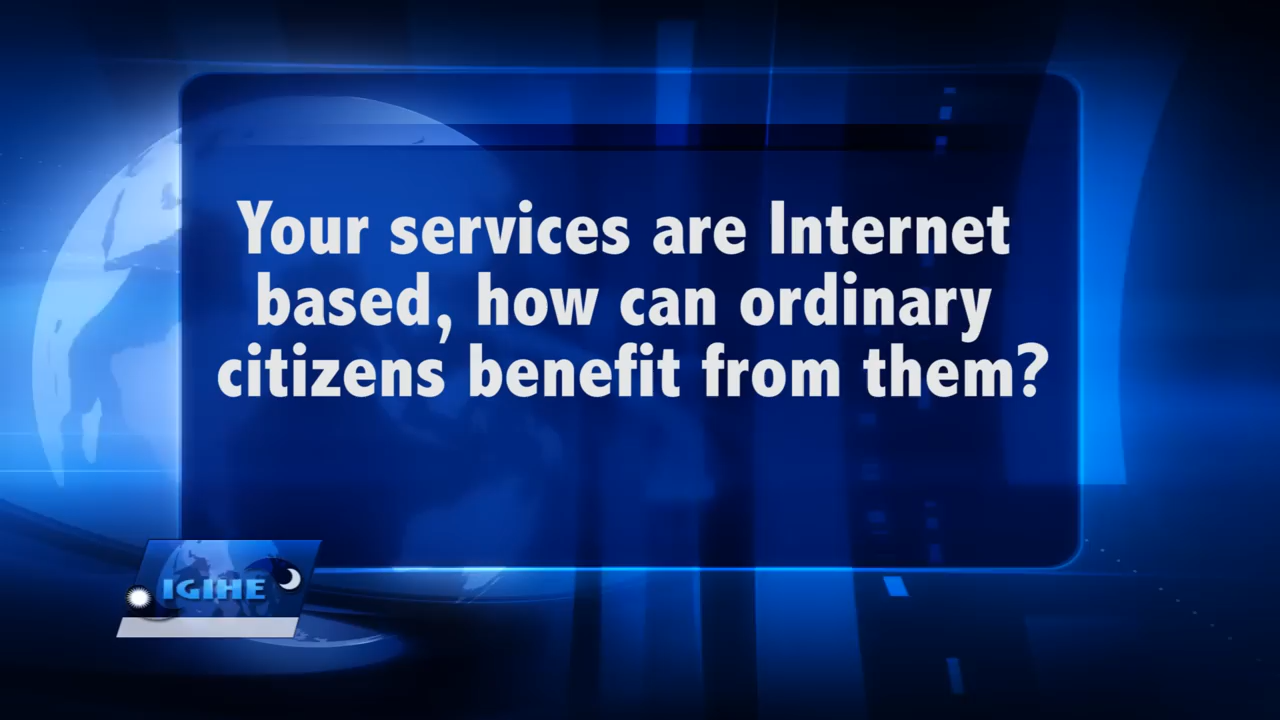 Your services are Internet
based, how can ordinary
citizens benefit from them?
IGIHE